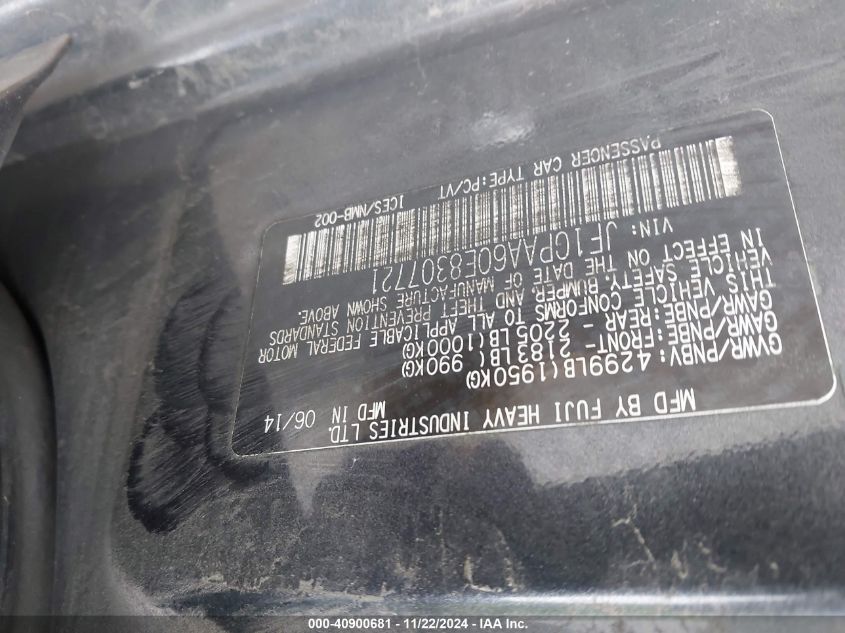 MFD BY FUJI HEAVY INDUSTRIES LTD.
MFD IN 06/14
GVWR/PNBV: 4299LB(1950KG)
GAWR/PNBE:FRONT- 2183LB( 990KG)
GAWR/PNBE:REAR - 2205LB(1000KG)
THIS VEHICLE CONFORMS TO ALL APPLICABLE FEDERAL MOTOR
VEHICLE SAFETY, BUMPER, AND THEFT PREVENTION STANDARDS
IN EFFECT ON THE DATE OF MANUFACTURE SHOWN ABOVE.
VIN: JF1GPAA60E8307721
PASSENGER CAR TYPE:PC/VT ICES/NMB-002
000-40900681 - 11/22/2024 - IAA Inc.